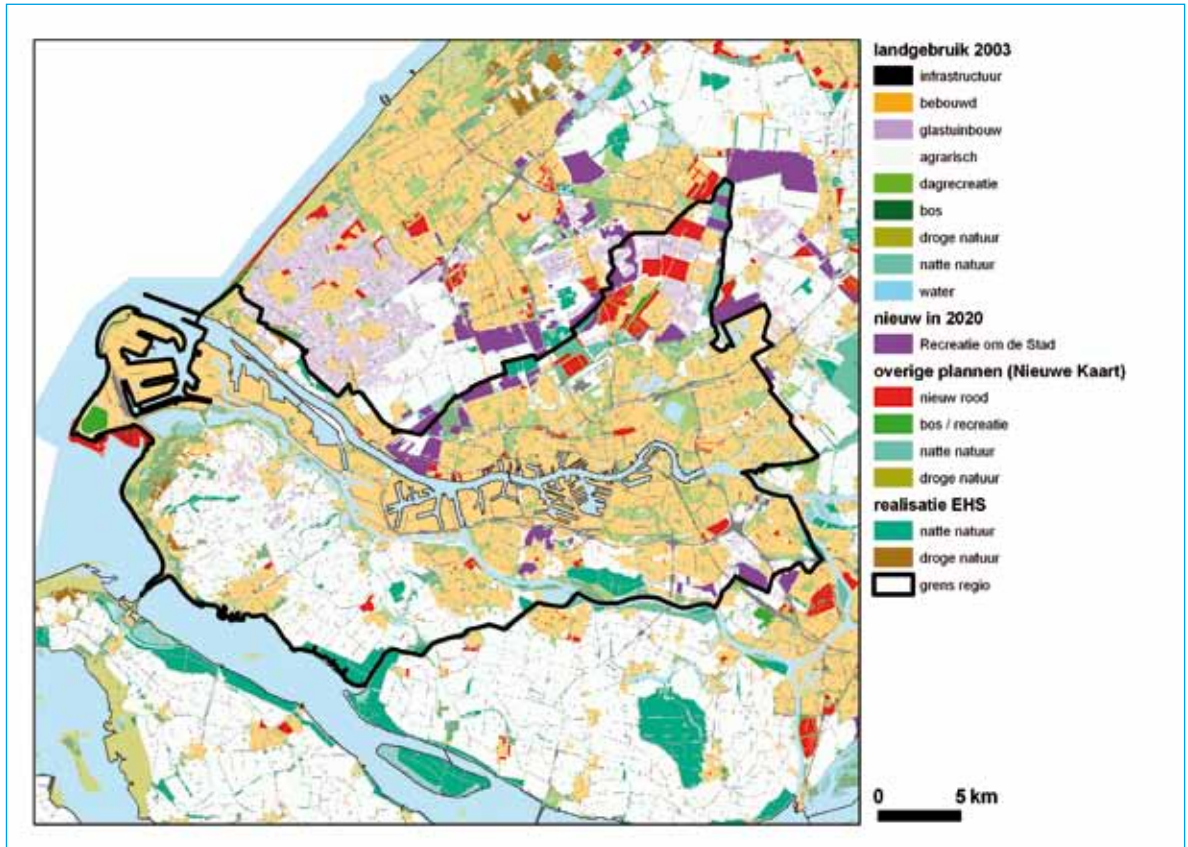 landgebruik 2003
infrastructuur
bebouwd
glastuinbouw
agrarisch
dagrecreatie
bos
droge natuur
natte natuur
water
nieuw in 2020
Recreatie om de Stad
overige plannen (Nieuwe Kaart)
nieuw rood
bos / recreatie
natte natuur
droge natuur
realisatie EHS
natte natuur
droge natuur
grens regio
0 5 km